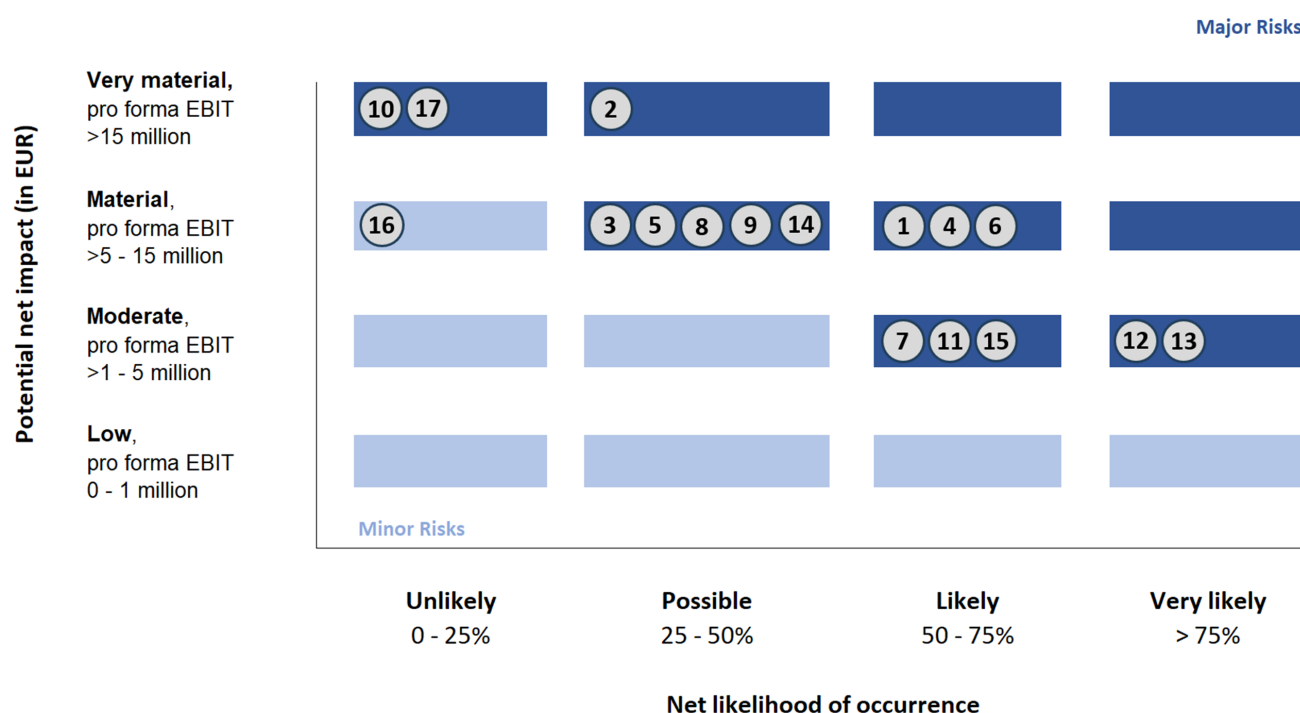 Major Risks
Very material,
pro forma EBIT
>15 million
10 17 2
Material,
pro forma EBIT
>5 - 15 million
16 3 5 8 9 14 1 4 6
Moderate,
pro forma EBIT
>1 - 5 million
7 11 15 12 13
Low,
pro forma EBIT
0 - 1 million
Minor Risks
Potential net impact (in EUR)
Unlikely Possible Likely Very likely
0 - 25% 25 - 50% 50 - 75% > 75%
Net likelihood of occurrence